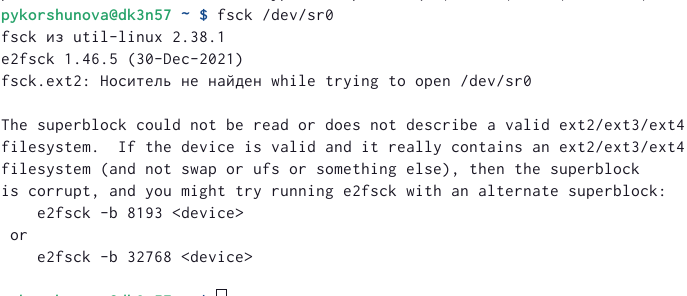 pykorshunova@dk3n57 ~ $ fsck /dev/sr0
fsck из util-linux 2.38.1
e2fsck 1.46.5 (30-Dec-2021)
fsck.ext2: Носитель не найден while trying to open /dev/sr0
The superblock could not be read or does not describe a valid ext2/ext3/ext4
filesystem.  If the device is valid and it really contains an ext2/ext3/ext4
filesystem (and not swap or ufs or something else), then the superblock
is corrupt, and you might try running e2fsck with an alternate superblock:
    e2fsck -b 8193 <device>
 or
    e2fsck -b 32768 <device>